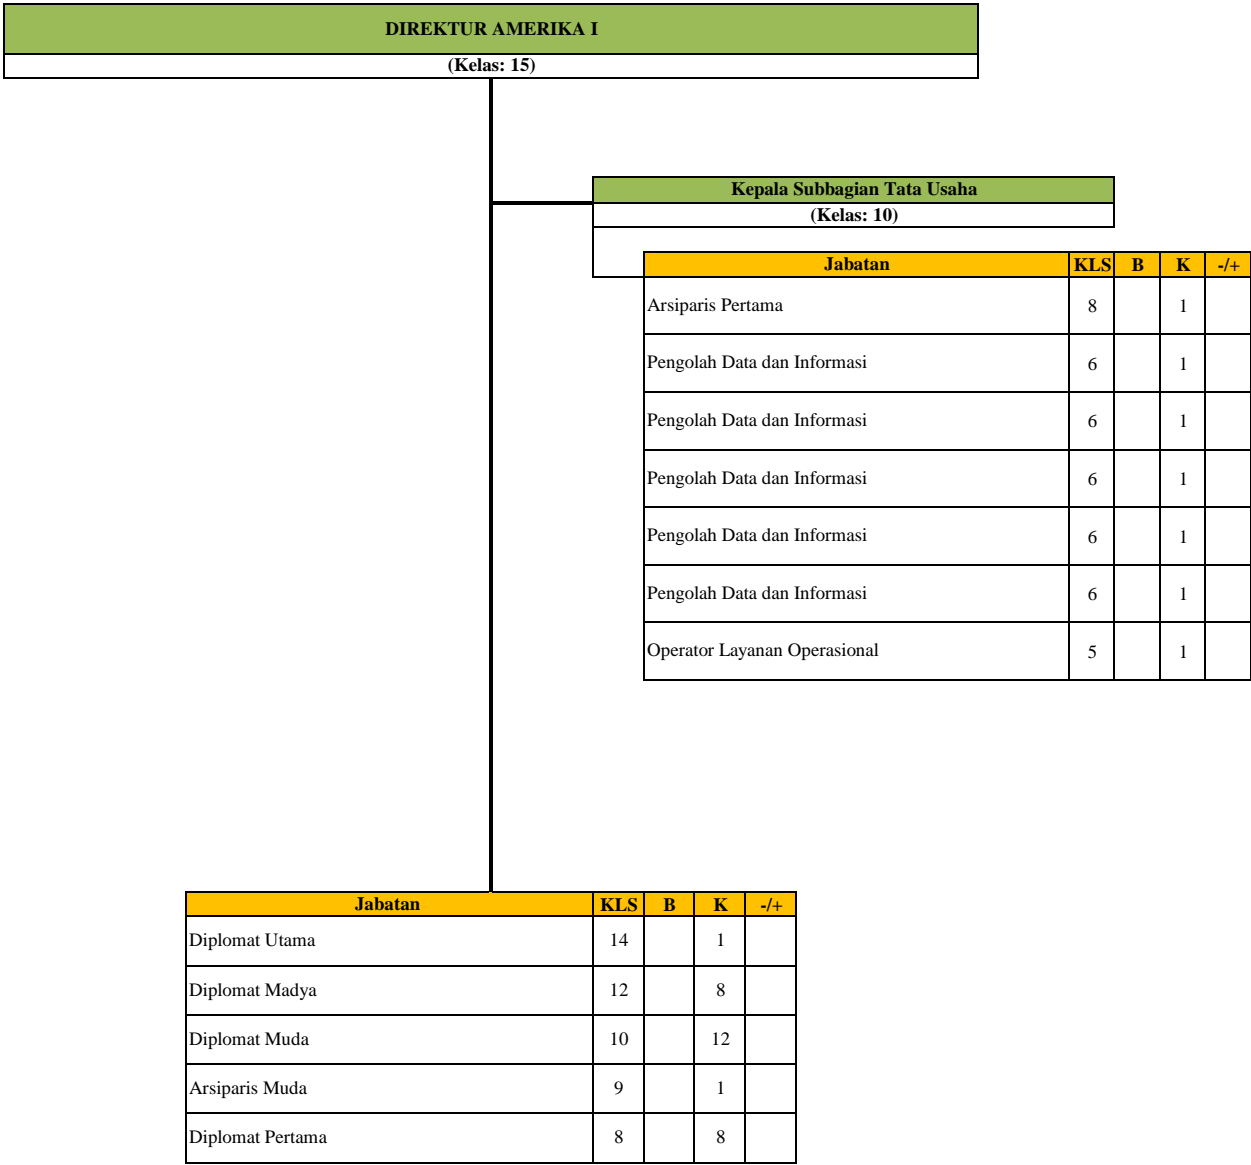 DIREKTUR AMERIKA I
(Kelas: 15)
Kepala Subbagian Tata Usaha
(Kelas: 10)
Jabatan KLS B K -/+
Arsiparis Pertama 8 1
Pengolah Data dan Informasi 6 1
Pengolah Data dan Informasi 6 1
Pengolah Data dan Informasi 6 1
Pengolah Data dan Informasi 6 1
Pengolah Data dan Informasi 6 1
Operator Layanan Operasional 5 1
Jabatan KLS B K -/+
Diplomat Utama 14 1
Diplomat Madya 12 8
Diplomat Muda 10 12
Arsiparis Muda 9 1
Diplomat Pertama 8 8